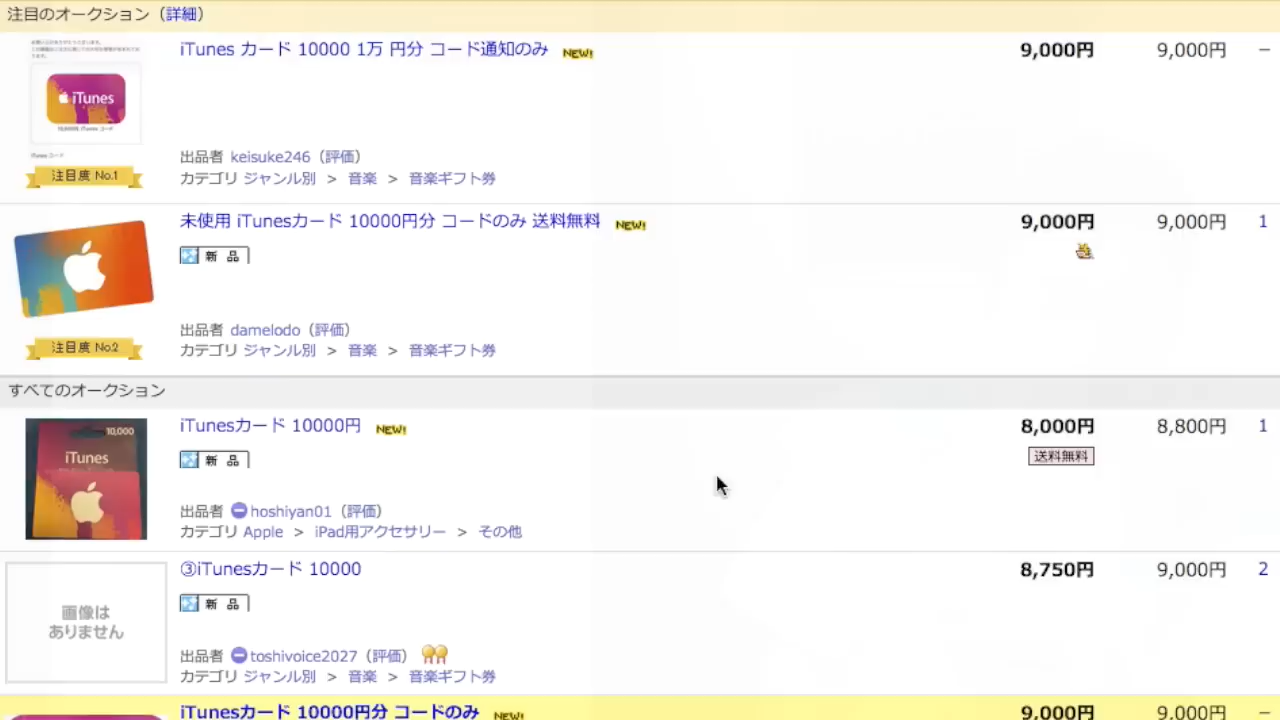 注目のオークション（詳細）
iTunes カード 10000 1万 円分 コード通知のみ NEW!
9,000円 9,000円 −
iTunes
10,000円 iTunes コード
iTunes コード
注目度 No.1
出品者 keisuke246（評価）
カテゴリ ジャンル別 > 音楽 > 音楽ギフト券
未使用 iTunesカード 10000円分 コードのみ 送料無料 NEW!
9,000円 9,000円 1
新品
注目度 No.2
出品者 damelodo（評価）
カテゴリ ジャンル別 > 音楽 > 音楽ギフト券
すべてのオークション
iTunesカード 10000円 NEW!
8,000円 8,800円 1
10,000
iTunes
新品
送料無料
出品者 hoshiyan01（評価）
カテゴリ Apple > iPad用アクセサリー > その他
③iTunesカード 10000
8,750円 9,000円 2
新品
画像は
ありません
出品者 toshivoice2027（評価）
カテゴリ ジャンル別 > 音楽 > 音楽ギフト券
iTunesカード 10000円分 コードのみ NEW!
9,000円 9,000円 −